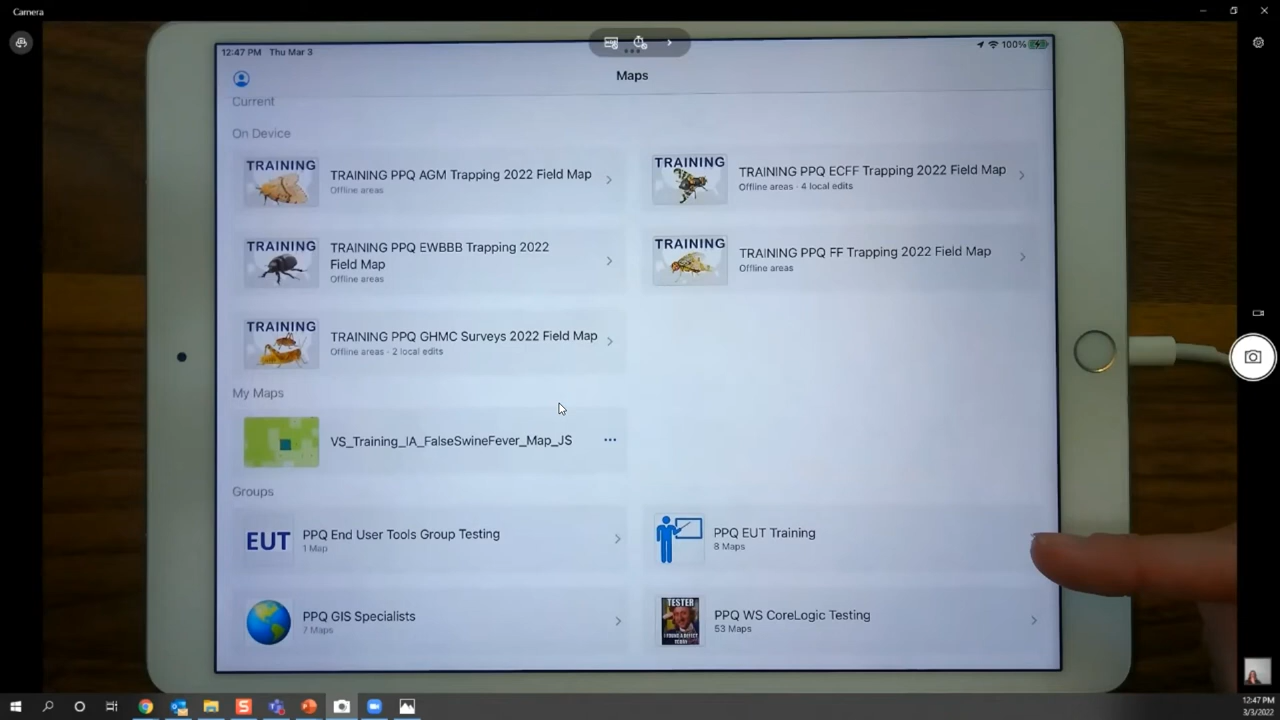 Camera
12:47 PM Thu Mar 3
100%
Maps
Current
On Device
TRAINING
TRAINING PPQ AGM Trapping 2022 Field Map
Offline areas
TRAINING
TRAINING PPQ ECFF Trapping 2022 Field Map
Offline areas · 4 local edits
TRAINING
TRAINING PPQ EWBBB Trapping 2022
Field Map
Offline areas
TRAINING
TRAINING PPQ FF Trapping 2022 Field Map
Offline areas
TRAINING
TRAINING PPQ GHMC Surveys 2022 Field Map
Offline areas · 2 local edits
My Maps
VS_Training_IA_FalseSwineFever_Map_JS
Groups
EUT
PPQ End User Tools Group Testing
1 Map
PPQ EUT Training
8 Maps
PPQ GIS Specialists
7 Maps
TESTER
PPQ WS CoreLogic Testing
53 Maps
12:47 PM
3/3/2022